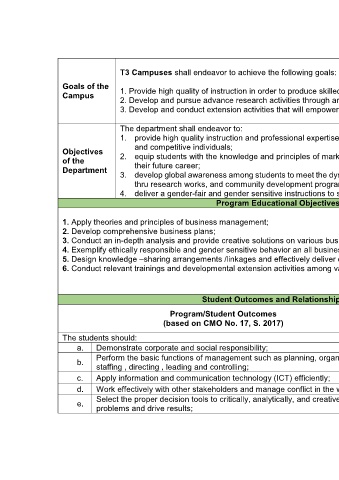 T3 Campuses shall endeavor to achieve the following goals:
Goals of the
Campus
1. Provide high quality of instruction in order to produce skilled
2. Develop and pursue advance research activities through an
3. Develop and conduct extension activities that will empower
Objectives
of the
Department
The department shall endeavor to:
1. provide high quality instruction and professional expertise
and competitive individuals;
2. equip students with the knowledge and principles of mark
their future career;
3. develop global awareness among students to meet the dy
thru research works, and community development progra
4. deliver a gender-fair and gender sensitive instructions to s
Program Educational Objectives
1. Apply theories and principles of business management;
2. Develop comprehensive business plans;
3. Conduct an in-depth analysis and provide creative solutions on various bus
4. Exemplify ethically responsible and gender sensitive behavior an all busine
5. Design knowledge –sharing arrangements /linkages and effectively deliver
6. Conduct relevant trainings and developmental extension activities among va
Student Outcomes and Relationship
Program/Student Outcomes
(based on CMO No. 17, S. 2017)
The students should:
a. Demonstrate corporate and social responsibility;
b. Perform the basic functions of management such as planning, organ
staffing , directing , leading and controlling;
c. Apply information and communication technology (ICT) efficiently;
d. Work effectively with other stakeholders and manage conflict in the w
e. Select the proper decision tools to critically, analytically, and creative
problems and drive results;